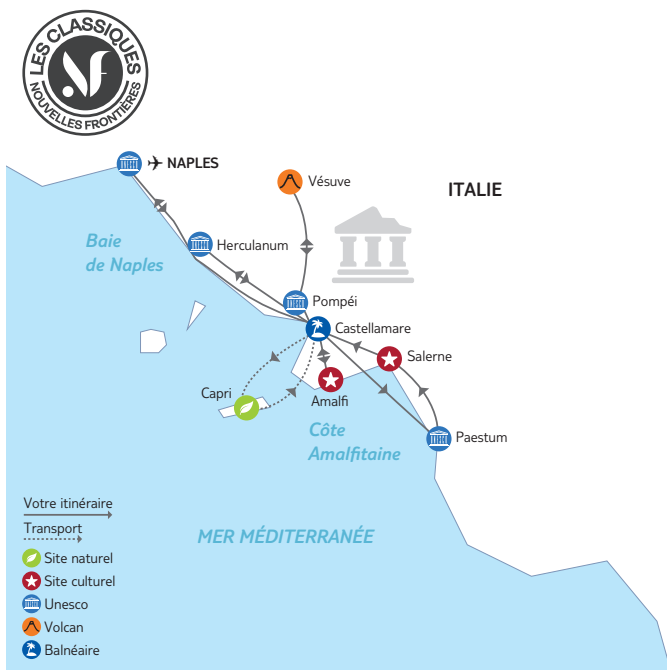 LES CLASSIQUES
NF
NOUVELLES FRONTIÈRES
NAPLES
Vésuve
ITALIE
Baie
de Naples
Herculanum
Pompéi
Castellamare
Salerne
Capri
Amalfi
Côte
Amalfitaine
Paestum
MER MÉDITERRANÉE
Votre itinéraire
Transport
Site naturel
Site culturel
Unesco
Volcan
Balnéaire